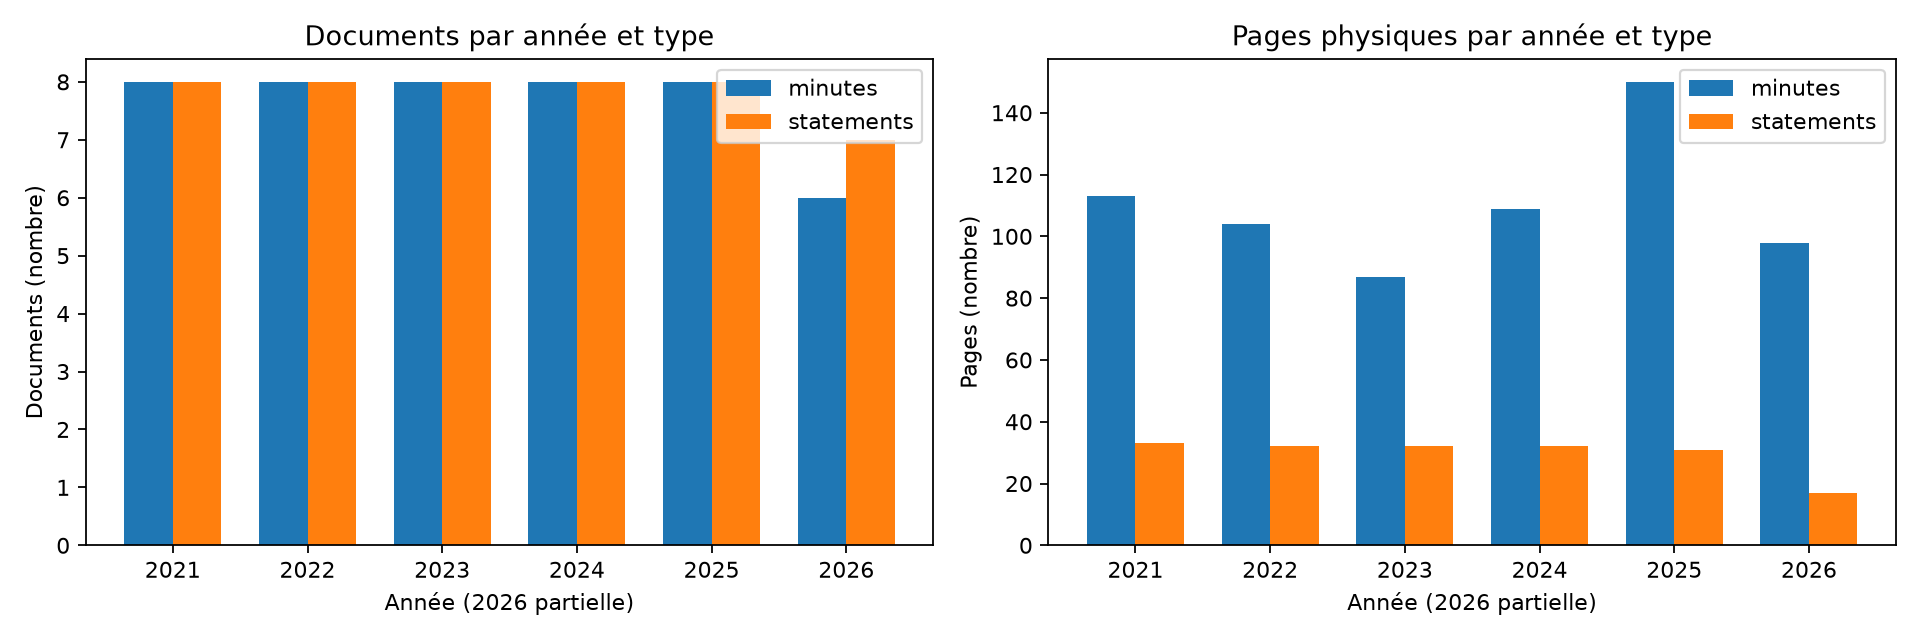 Documents par année et type
8
7
6
5
4
3
2
1
0
Documents (nombre)
minutes
statements
2021 2022 2023 2024 2025 2026
Année (2026 partielle)
Pages physiques par année et type
140
120
100
80
60
40
20
0
Pages (nombre)
minutes
statements
2021 2022 2023 2024 2025 2026
Année (2026 partielle)